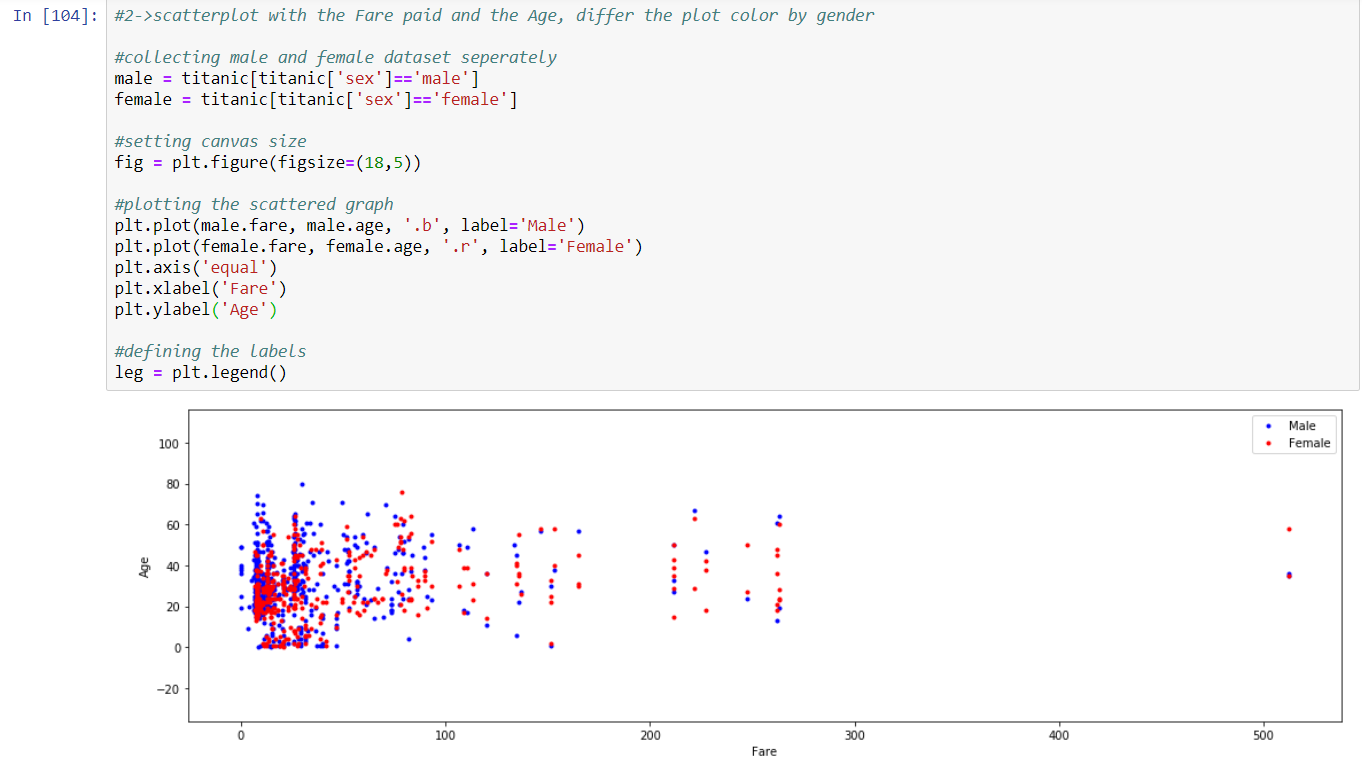 In [104]: #2->scatterplot with the Fare paid and the Age, differ the plot color by gender
#collecting male and female dataset seperately
male = titanic[titanic['sex']=='male']
female = titanic[titanic['sex']=='female']
#setting canvas size
fig = plt.figure(figsize=(18,5))
#plotting the scattered graph
plt.plot(male.fare, male.age, '.b', label='Male')
plt.plot(female.fare, female.age, '.r', label='Female')
plt.axis('equal')
plt.xlabel('Fare')
plt.ylabel('Age')
#defining the labels
leg = plt.legend()
Male
Female
100
80
60
40
20
0
−20
Age
0 100 200 300 400 500
Fare